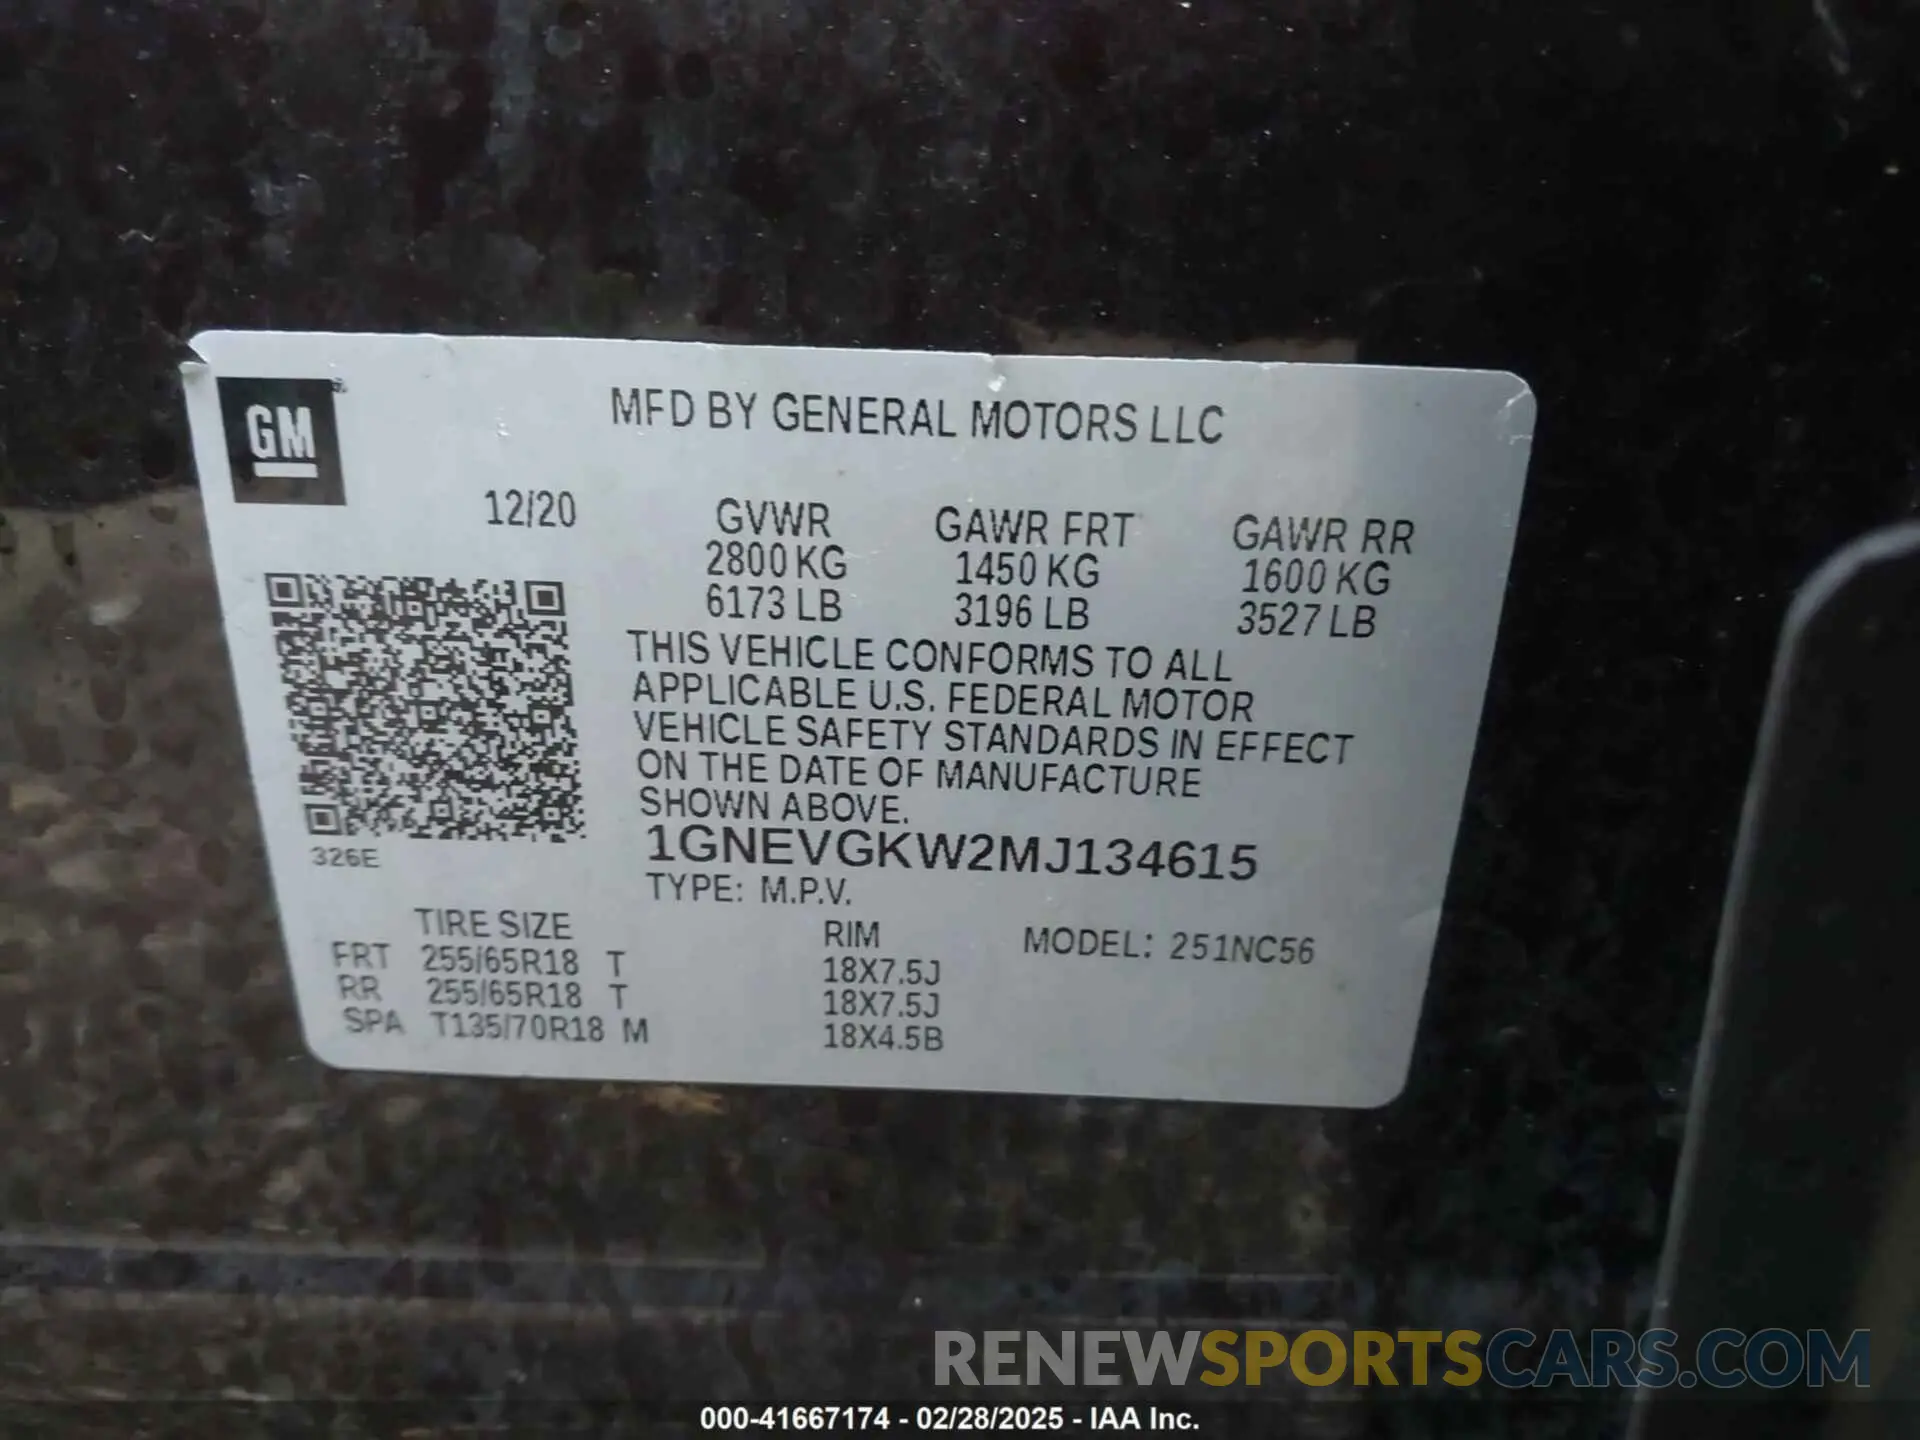 GM
MFD BY GENERAL MOTORS LLC
12/20
GVWR GAWR FRT GAWR RR
2800 KG 1450 KG 1600 KG
6173 LB 3196 LB 3527 LB
THIS VEHICLE CONFORMS TO ALL
APPLICABLE U.S. FEDERAL MOTOR
VEHICLE SAFETY STANDARDS IN EFFECT
ON THE DATE OF MANUFACTURE
SHOWN ABOVE.
1GNEVGKW2MJ134615
326E
TYPE: M.P.V.
TIRE SIZE RIM MODEL: 251NC56
FRT 255/65R18 T 18X7.5J
RR 255/65R18 T 18X7.5J
SPA T135/70R18 M 18X4.5B
RENEWSPORTSCARS.COM
000-41667174 - 02/28/2025 - IAA Inc.